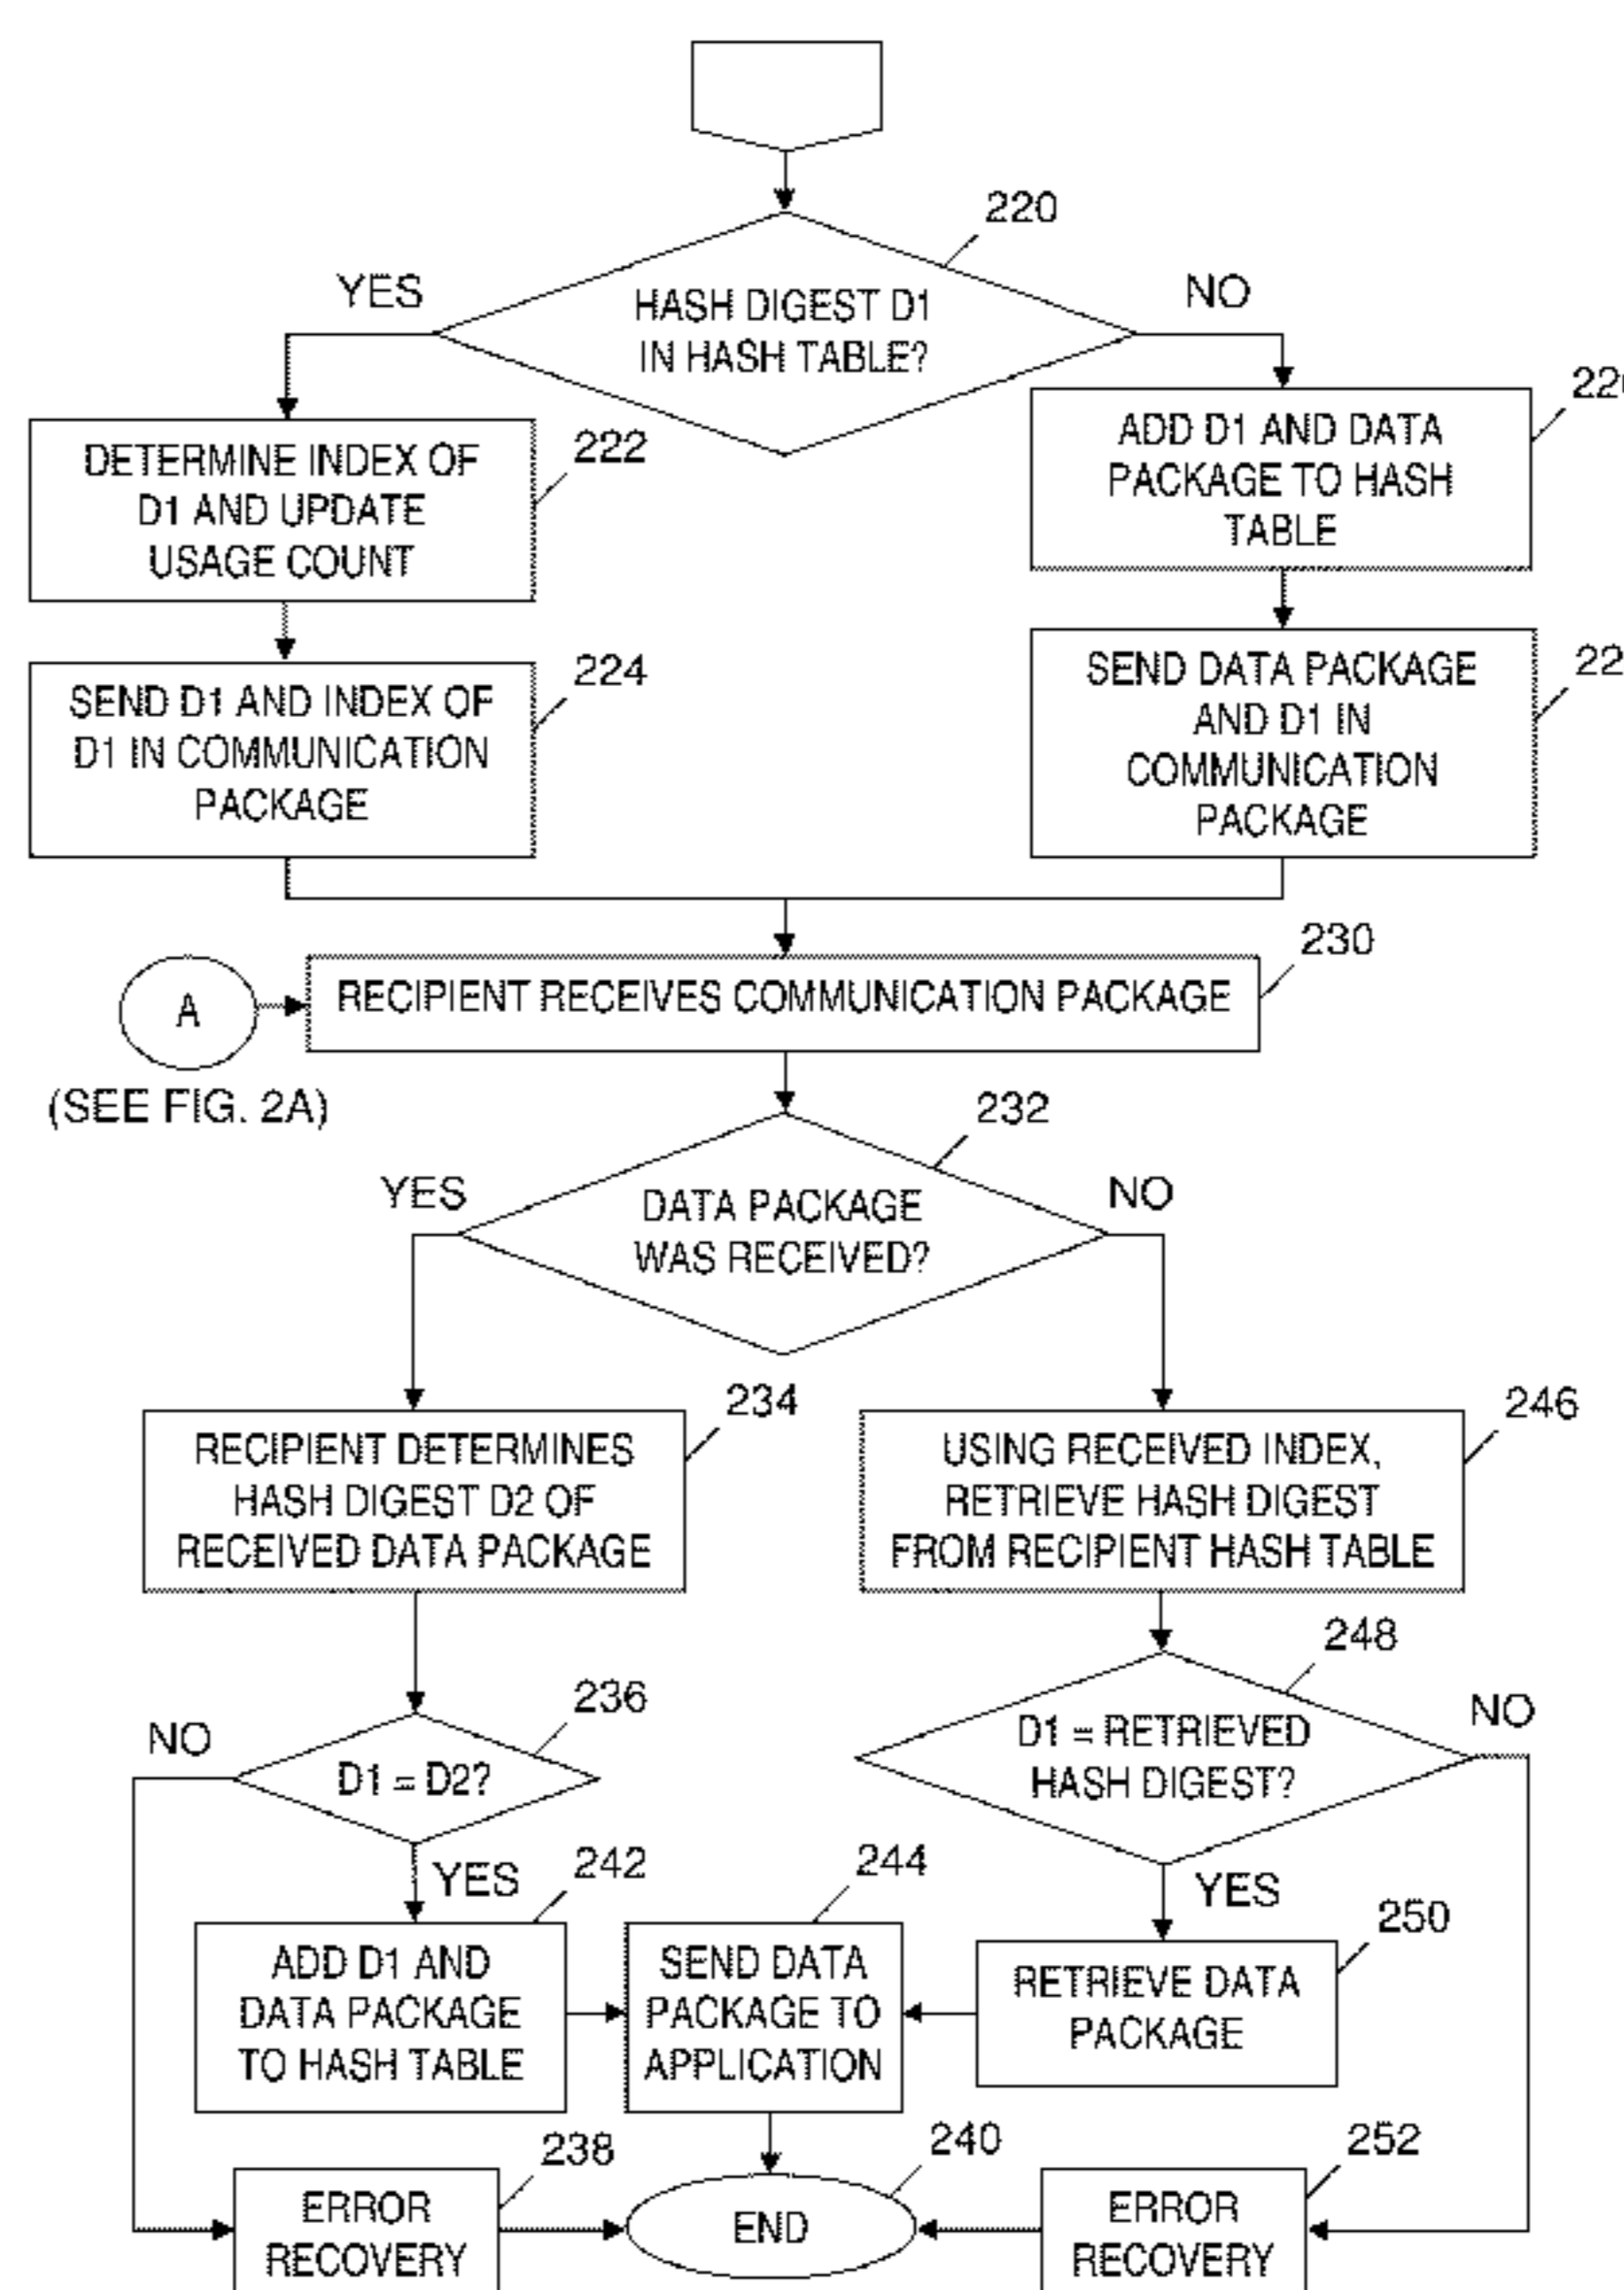 220
YES
NO
HASH DIGEST D1
IN HASH TABLE?
222
DETERMINE INDEX OF
D1 AND UPDATE
USAGE COUNT
ADD D1 AND DATA
PACKAGE TO HASH
TABLE
224
SEND D1 AND INDEX OF
D1 IN COMMUNICATION
PACKAGE
SEND DATA PACKAGE
AND D1 IN
COMMUNICATION
PACKAGE
230
A
RECIPIENT RECEIVES COMMUNICATION PACKAGE
(SEE FIG. 2A)
232
YES
NO
DATA PACKAGE
WAS RECEIVED?
234
RECIPIENT DETERMINES
HASH DIGEST D2 OF
RECEIVED DATA PACKAGE
246
USING RECEIVED INDEX,
RETRIEVE HASH DIGEST
FROM RECIPIENT HASH TABLE
236
NO
D1 = D2?
YES
248
NO
D1 = RETRIEVED
HASH DIGEST?
YES
242
ADD D1 AND
DATA PACKAGE
TO HASH TABLE
244
SEND DATA
PACKAGE TO
APPLICATION
250
RETRIEVE DATA
PACKAGE
238
ERROR
RECOVERY
240
END
252
ERROR
RECOVERY